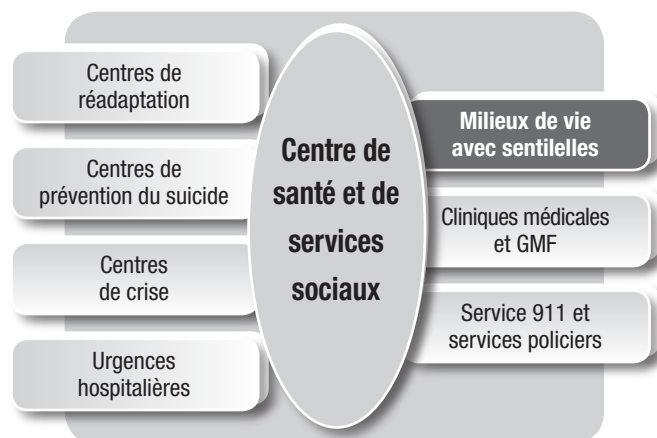 Centres de
réadaptation
Centres de
prévention du suicide
Centres
de crise
Urgences
hospitalières
Centre de
santé et de
services
sociaux
Milieux de vie
avec sentilelles
Cliniques médicales
et GMF
Service 911 et
services policiers